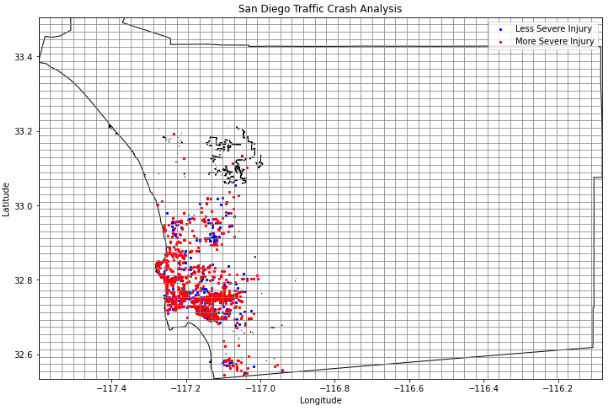 San Diego Traffic Crash Analysis
Less Severe Injury
More Severe Injury
33.4
33.2
33.0
32.8
32.6
Latitude
−117.4
−117.2
−117.0
−116.8
−116.6
−116.4
−116.2
Longitude